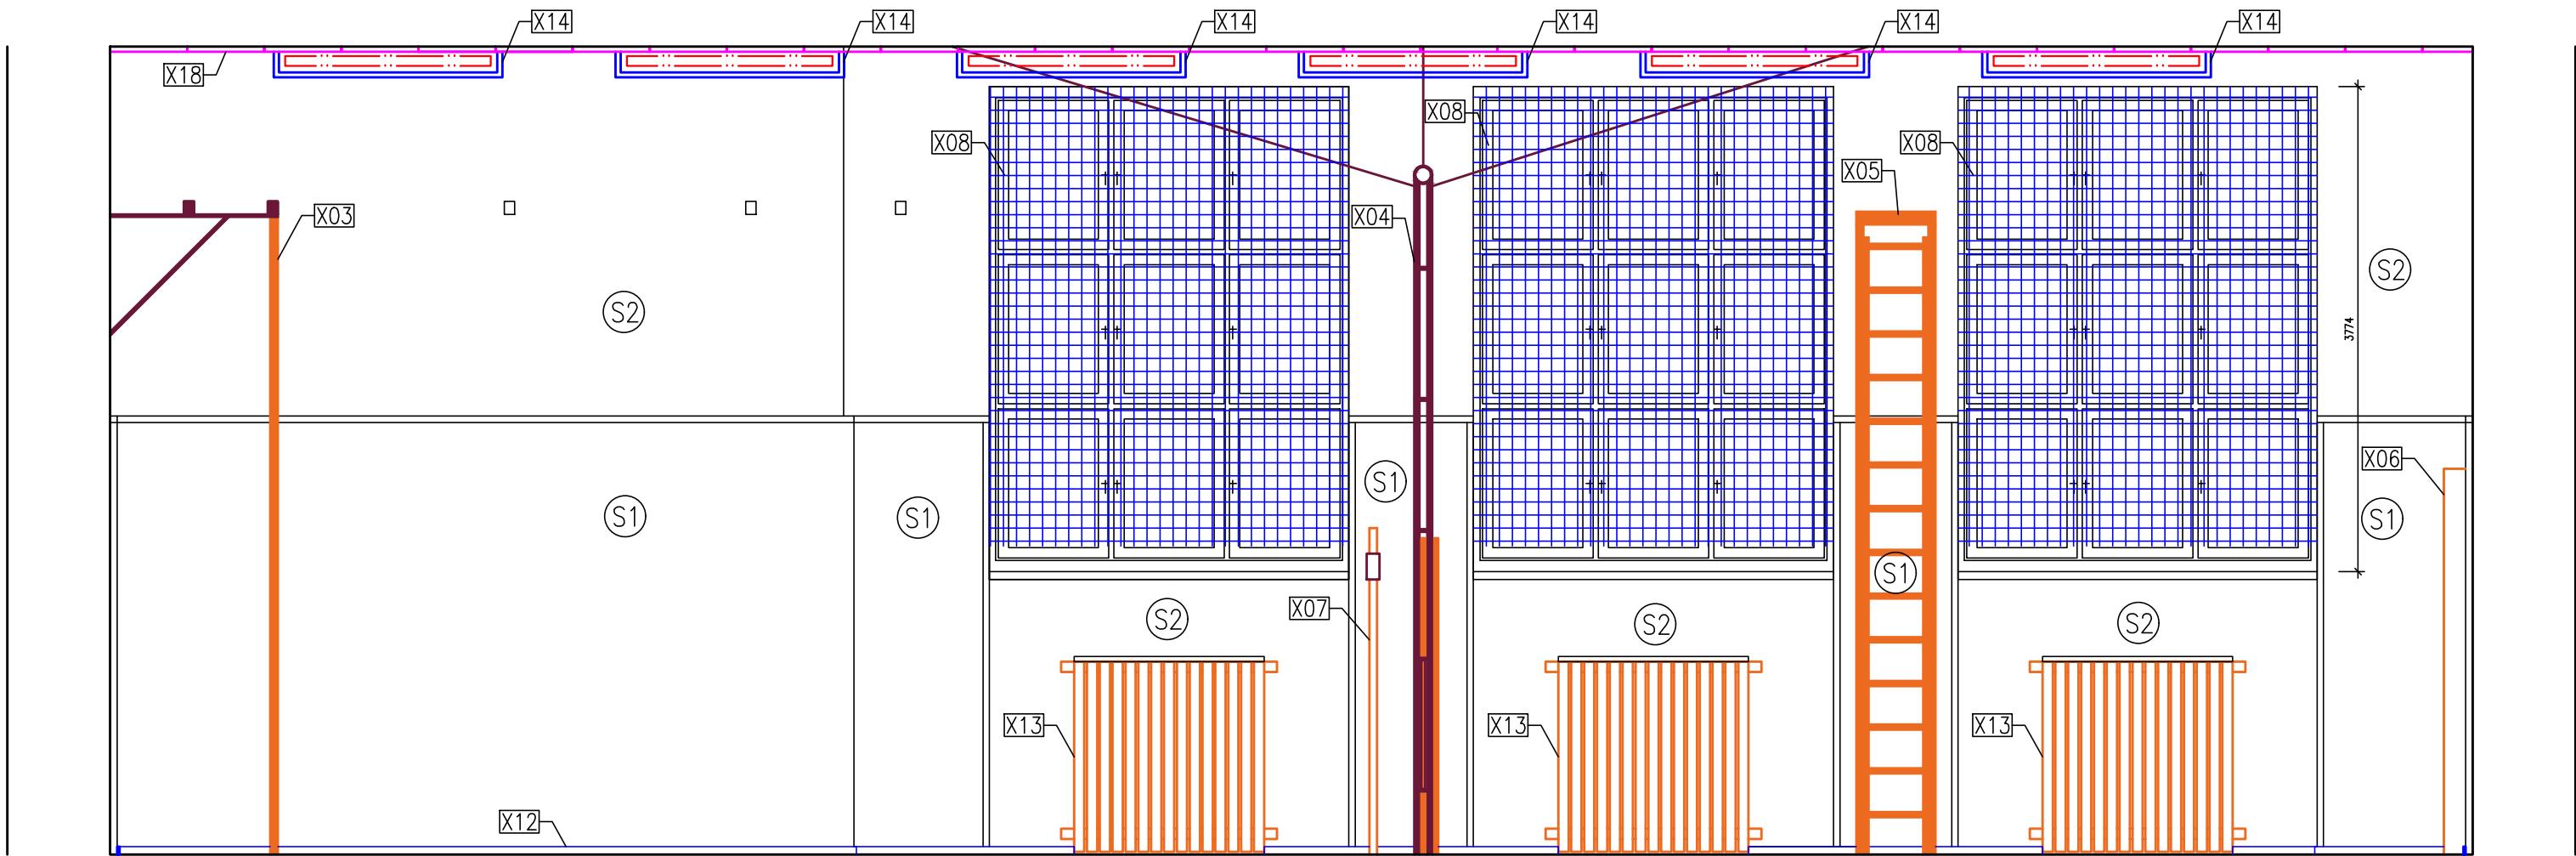 X14 X14 X14 X14 X14 X14
X18
X08 X08 X08
X05
X03 X04
S2
S2
3774
X06
S1 S1 S1 S1
S1
X07
S2 S2 S2
X13 X13 X13
X12